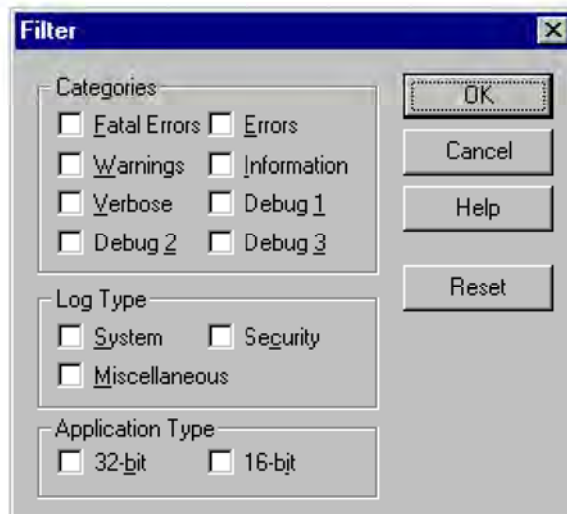 Filter
Categories
Fatal Errors Errors
Warnings Information
Verbose Debug 1
Debug 2 Debug 3
Log Type
System Security
Miscellaneous
Application Type
32-bit 16-bit
OK
Cancel
Help
Reset